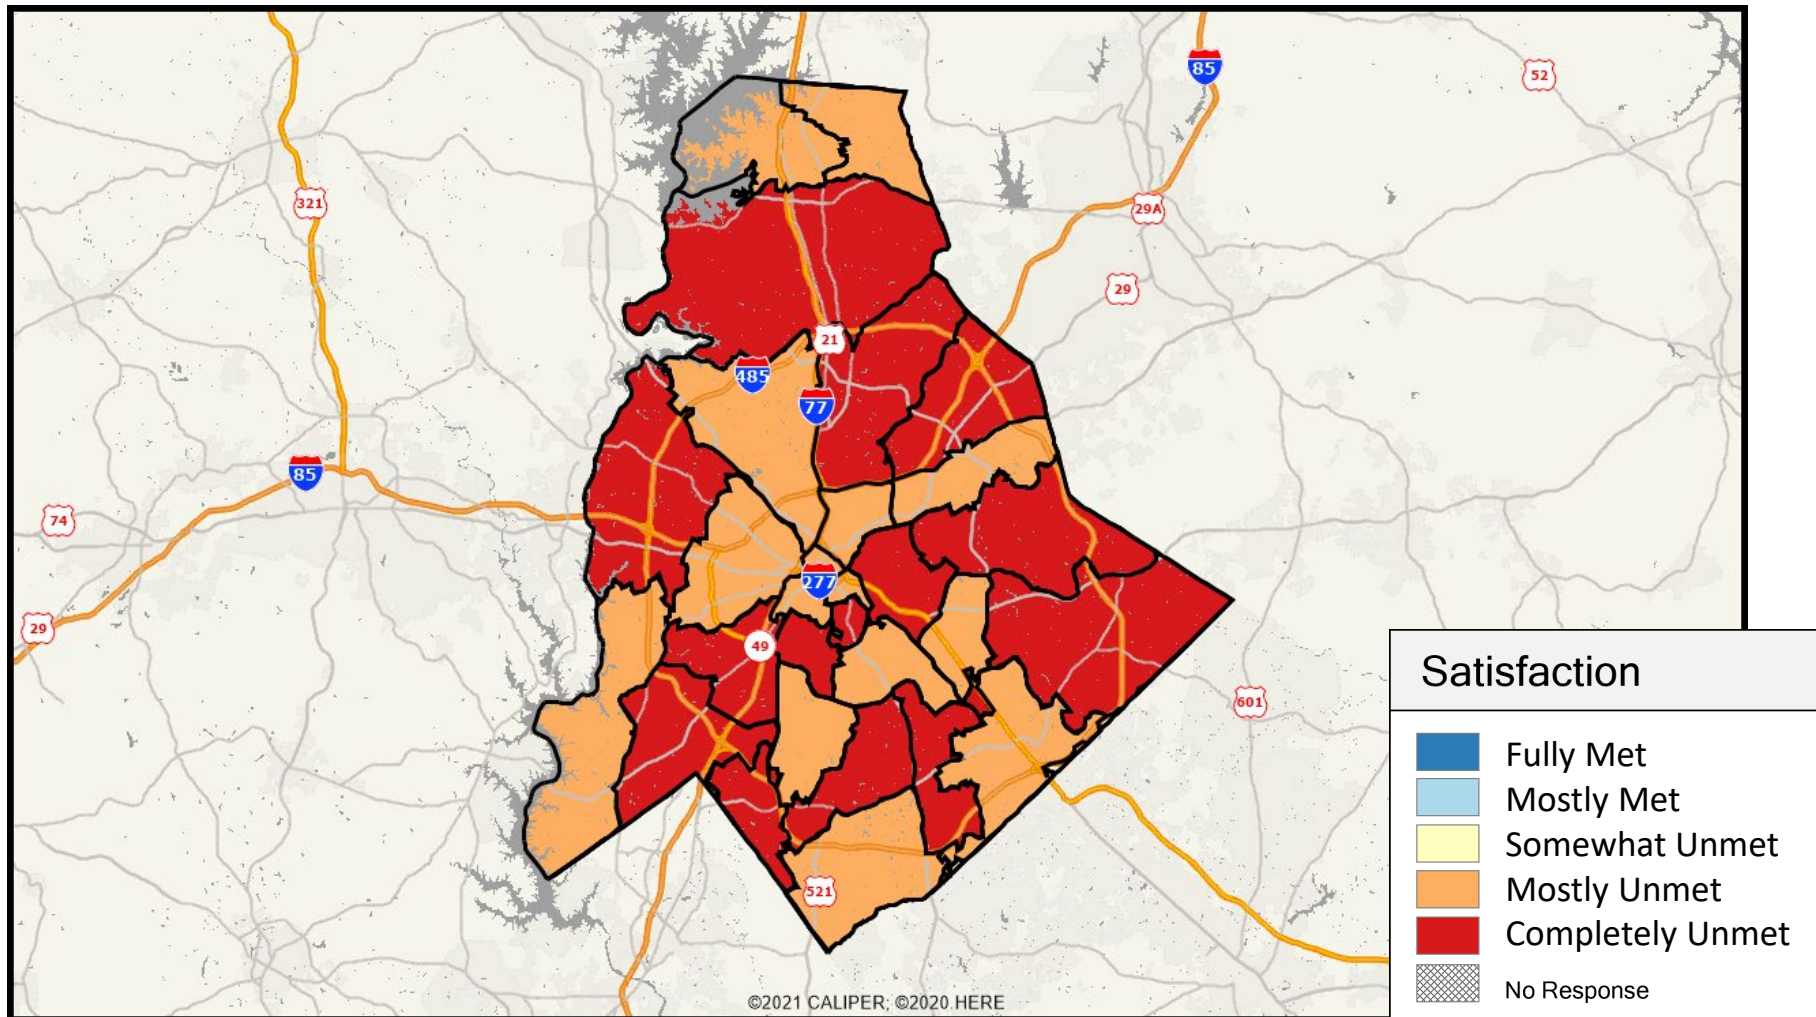 85
52
321
29A
29
21
485
77
85
74
277
29
49
601
521
Satisfaction
Fully Met
Mostly Met
Somewhat Unmet
Mostly Unmet
Completely Unmet
No Response
©2021 CALIPER; ©2020 HERE